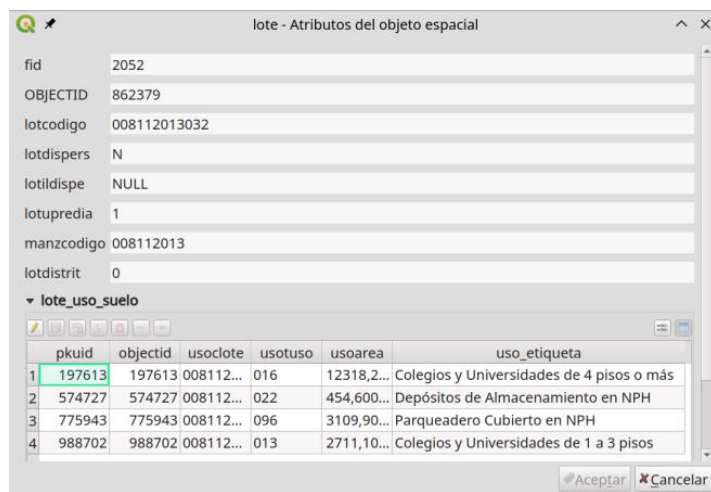 lote - Atributos del objeto espacial
fid 2052
OBJECTID 862379
lotcodigo 008112013032
lotdispers N
lotildispe NULL
lotupredia 1
manzcodigo 008112013
lotdistrit 0
lote_uso_suelo
pkuid objectid usoclote usotuso usoarea uso_etiqueta
1 197613 197613 008112... 016 12318,2... Colegios y Universidades de 4 pisos o más
2 574727 574727 008112... 022 454,600... Depósitos de Almacenamiento en NPH
3 775943 775943 008112... 096 3109,90... Parqueadero Cubierto en NPH
4 988702 988702 008112... 013 2711,10... Colegios y Universidades de 1 a 3 pisos
Aceptar Cancelar